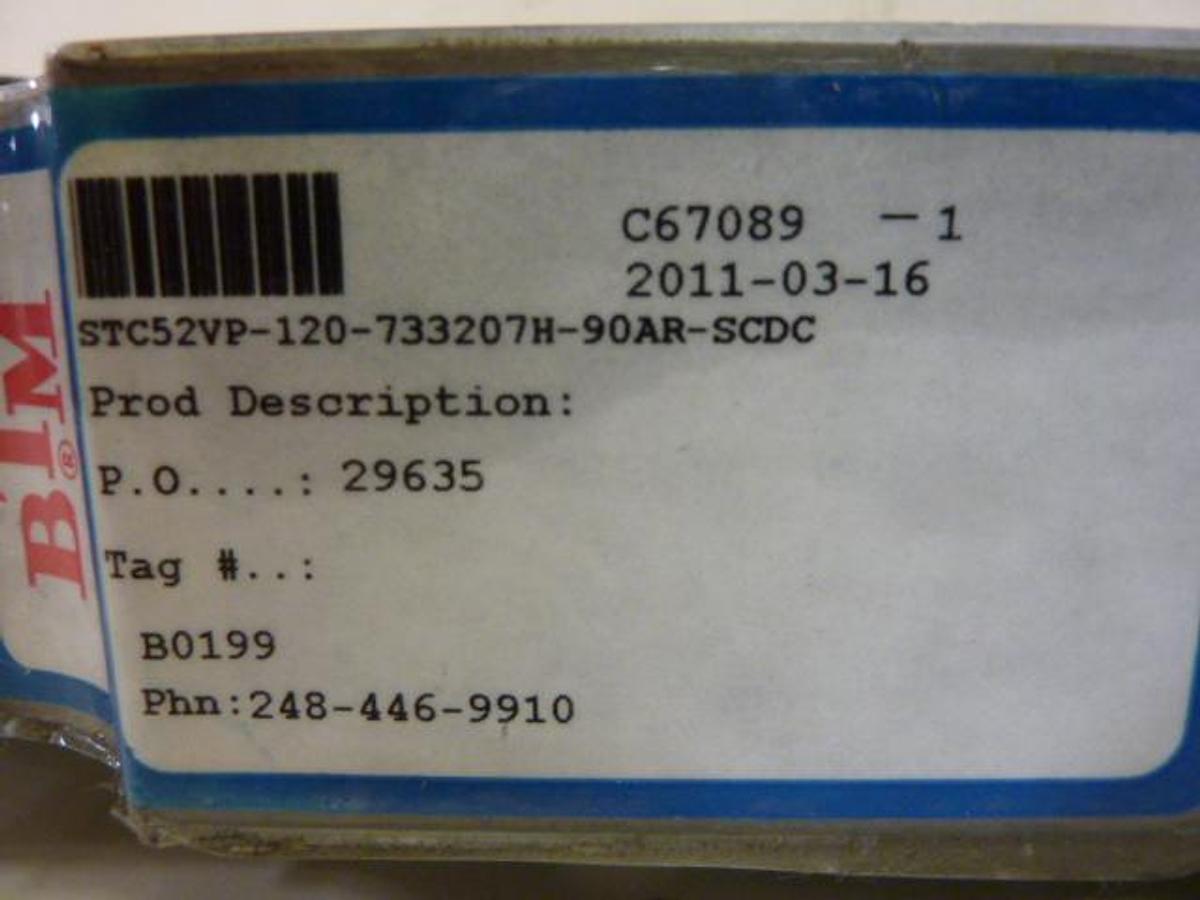 C67089 -1
2011-03-16
STC52VP-120-733207H-90AR-SCDC
Prod Description:
P.O....: 29635
Tag #..:
B0199
Phn:248-446-9910
B'IM®